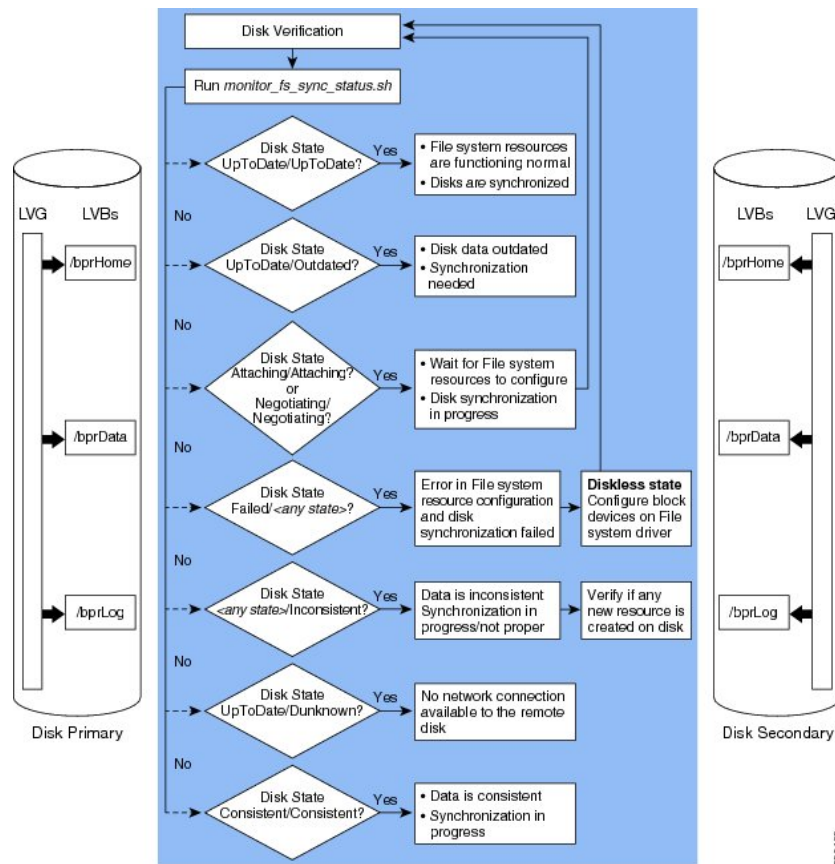 Disk Verification
Run monitor_fs_sync_status.sh
Disk State
UpToDate/UpToDate?
Yes
• File system resources
are functioning normal
• Disks are synchronized
No
Disk State
UpToDate/Outdated?
Yes
• Disk data outdated
• Synchronization
needed
No
Disk State
Attaching/Attaching?
or
Negotiating/
Negotiating?
Yes
• Wait for File system
resources to configure
• Disk synchronization
in progress
No
Disk State
Failed/<any state>?
Yes
Error in File system
resource configuration
and disk
synchronization failed
Diskless state
Configure block
devices on File
system driver
No
Disk State
<any state>/Inconsistent?
Yes
Data is inconsistent
Synchronization in
progress/not proper
Verify if any
new resource is
created on disk
No
Disk State
UpToDate/Dunknown?
Yes
No network connection
available to the remote
disk
No
Disk State
Consistent/Consistent?
Yes
• Data is consistent
• Synchronization in
progress
LVG
LVBs
/bprHome
/bprData
/bprLog
Disk Primary
LVBs
LVG
/bprHome
/bprData
/bprLog
Disk Secondary